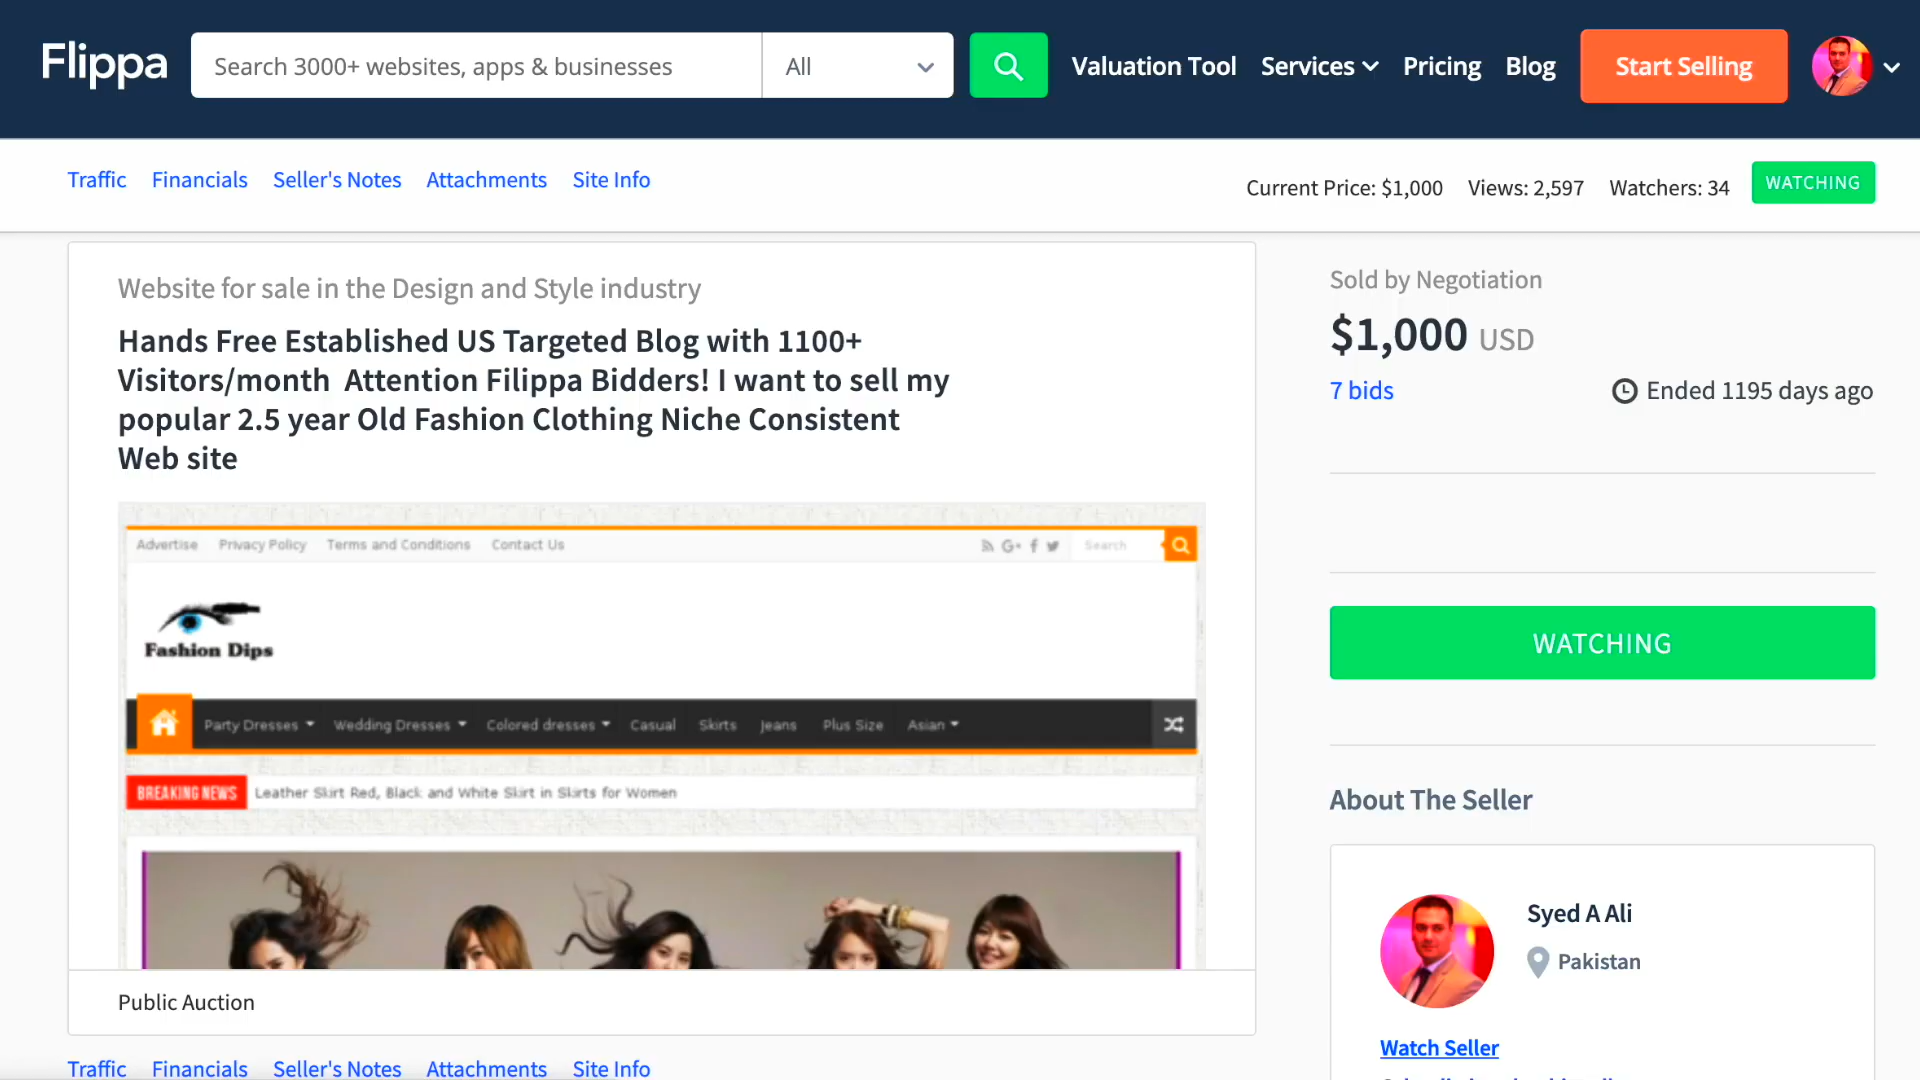 Flippa
Search 3000+ websites, apps & businesses
All
Valuation Tool
Services
Pricing
Blog
Start Selling
Traffic
Financials
Seller's Notes
Attachments
Site Info
Current Price: $1,000
Views: 2,597
Watchers: 34
WATCHING
Website for sale in the Design and Style industry
Hands Free Established US Targeted Blog with 1100+
Visitors/month Attention Filippa Bidders! I want to sell my
popular 2.5 year Old Fashion Clothing Niche Consistent
Web site
Advertise
Privacy Policy
Terms and Conditions
Contact Us
G+
Search
Fashion Dips
Party Dresses
Wedding Dresses
Colored dresses
Casual
Skirts
Jeans
Plus Size
Asian
BREAKING NEWS
Leather Skirt Red, Black and White Skirt in Skirts for Women
Public Auction
Traffic
Financials
Seller's Notes
Attachments
Site Info
Sold by Negotiation
$1,000 USD
7 bids
Ended 1195 days ago
WATCHING
About The Seller
Syed A Ali
Pakistan
Watch Seller